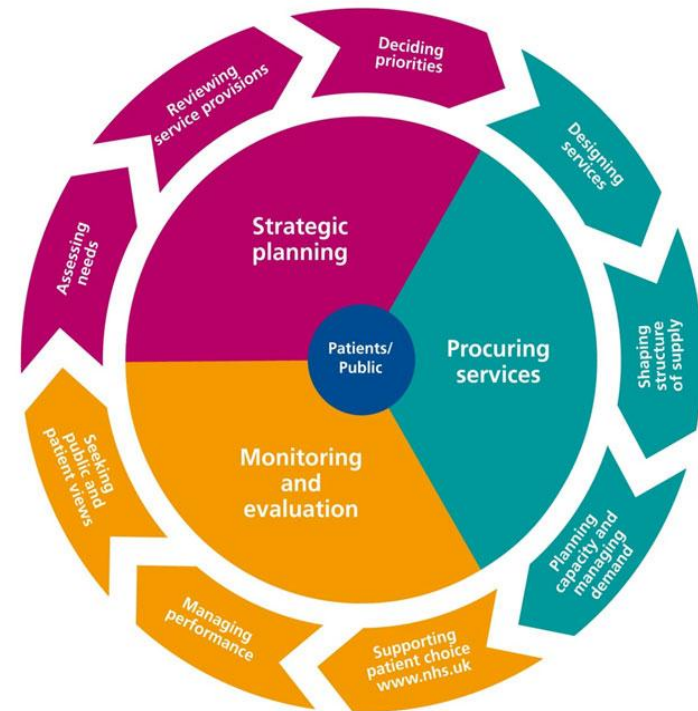 Deciding
priorities
Designing
services
Shaping
structure
of supply
Planning
capacity and
managing
demand
Supporting
patient choice
www.nhs.uk
Managing
performance
Seeking
public and
patient views
Assessing
needs
Reviewing
service provisions
Strategic
planning
Procuring
services
Monitoring
and
evaluation
Patients/
Public